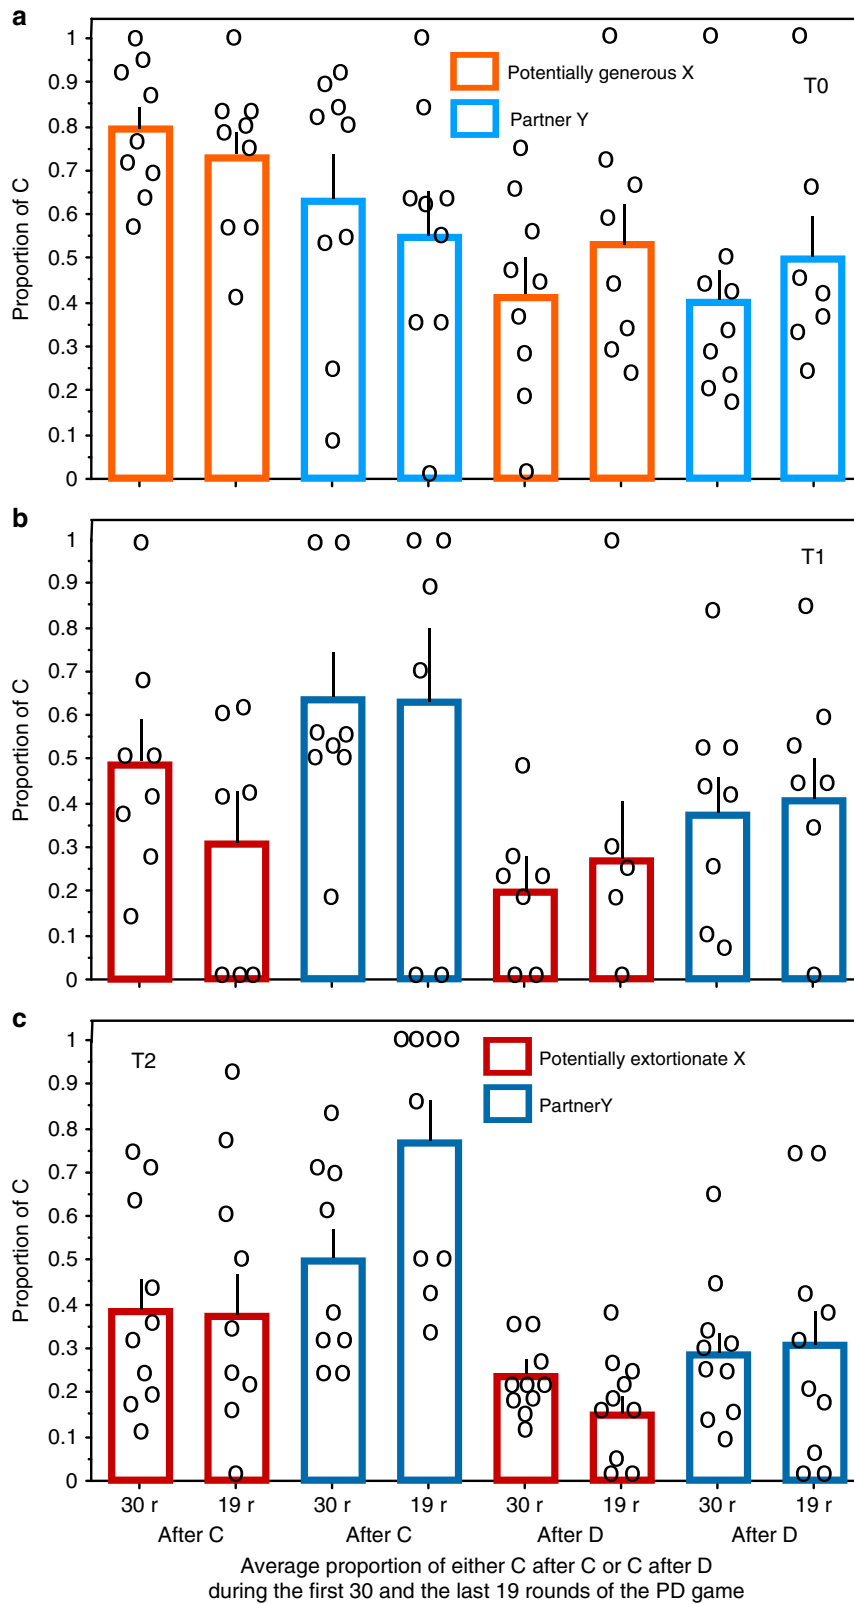 a
1
0.9
0.8
0.7
0.6
0.5
0.4
0.3
0.2
0.1
0
Proportion of C
Potentially generous X
Partner Y
T0
b
1
0.9
0.8
0.7
0.6
0.5
0.4
0.3
0.2
0.1
0
Proportion of C
T1
c
1
0.9
0.8
0.7
0.6
0.5
0.4
0.3
0.2
0.1
0
Proportion of C
T2
Potentially extortionate X
PartnerY
30 r 19 r 30 r 19 r 30 r 19 r 30 r 19 r
After C After C After D After D
Average proportion of either C after C or C after D
during the first 30 and the last 19 rounds of the PD game